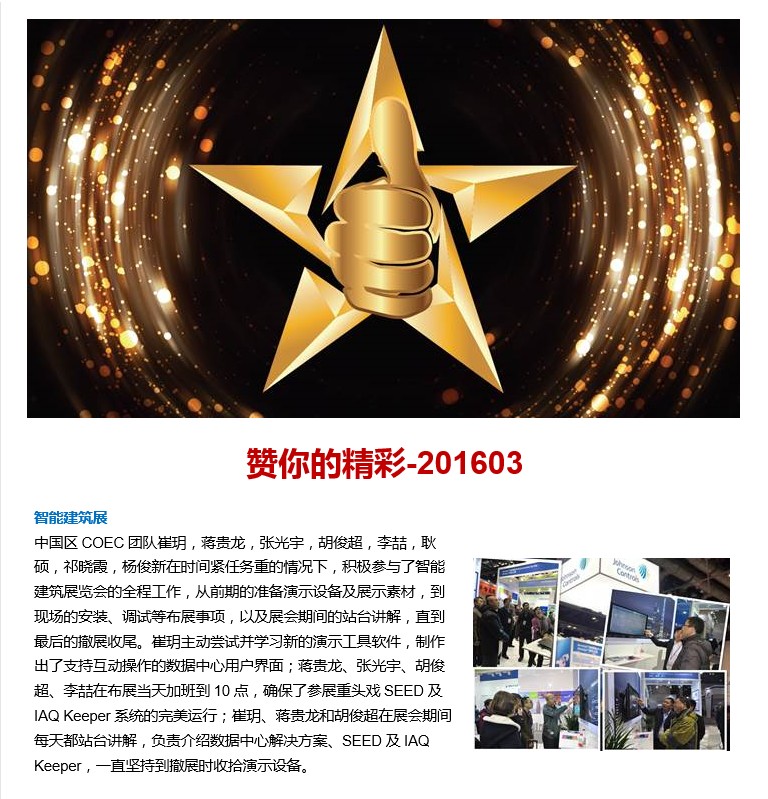 赞你的精彩-201603
智能建筑展
中国区 COEC 团队崔玥，蒋贵龙，张光宇，胡俊超，李喆，耿
硕，祁晓霞，杨俊新在时间紧任务重的情况下，积极参与了智能
建筑展览会的全程工作，从前期的准备演示设备及展示素材，到
现场的安装、调试等布展事项，以及展会期间的站台讲解，直到
最后的撤展收尾。崔玥主动尝试并学习新的演示工具软件，制作
出了支持互动操作的数据中心用户界面；蒋贵龙、张光宇、胡俊
超、李喆在布展当天加班到 10 点，确保了参展重头戏 SEED 及
IAQ Keeper 系统的完美运行；崔玥、蒋贵龙和胡俊超在展会期间
每天都站台讲解，负责介绍数据中心解决方案、SEED 及 IAQ
Keeper，一直坚持到撤展时收拾演示设备。
Johnson
Controls
Johnson
Controls